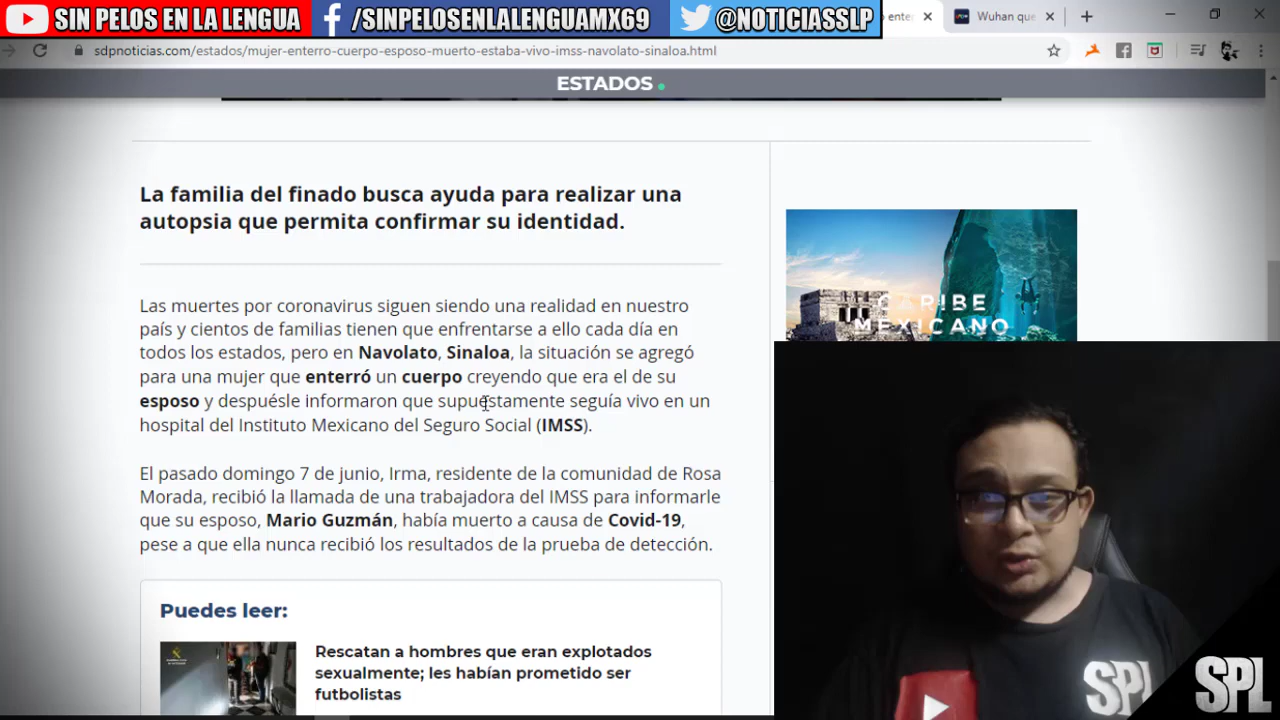 SIN PELOS EN LA LENGUA
/SINPELOSENLALENGUAMX69
@NOTICIASSLP
Wuhan que
sdpnoticias.com/estados/mujer-enterro-cuerpo-esposo-muerto-estaba-vivo-imss-navolato-sinaloa.html
ESTADOS
La familia del finado busca ayuda para realizar una
autopsia que permita confirmar su identidad.
Las muertes por coronavirus siguen siendo una realidad en nuestro
país y cientos de familias tienen que enfrentarse a ello cada día en
todos los estados, pero en Navolato, Sinaloa, la situación se agregó
para una mujer que enterró un cuerpo creyendo que era el de su
esposo y despuésle informaron que supuestamente seguía vivo en un
hospital del Instituto Mexicano del Seguro Social (IMSS).
El pasado domingo 7 de junio, Irma, residente de la comunidad de Rosa
Morada, recibió la llamada de una trabajadora del IMSS para informarle
que su esposo, Mario Guzmán, había muerto a causa de Covid-19,
pese a que ella nunca recibió los resultados de la prueba de detección.
Puedes leer:
Rescatan a hombres que eran explotados
sexualmente; les habían prometido ser
futbolistas
CARIBE
MEXICANO
SPL
SPL